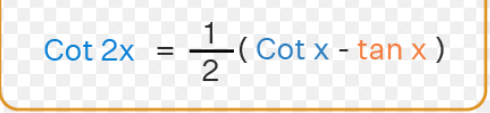 Cot 2x = 1/2 ( Cot x - tan x )